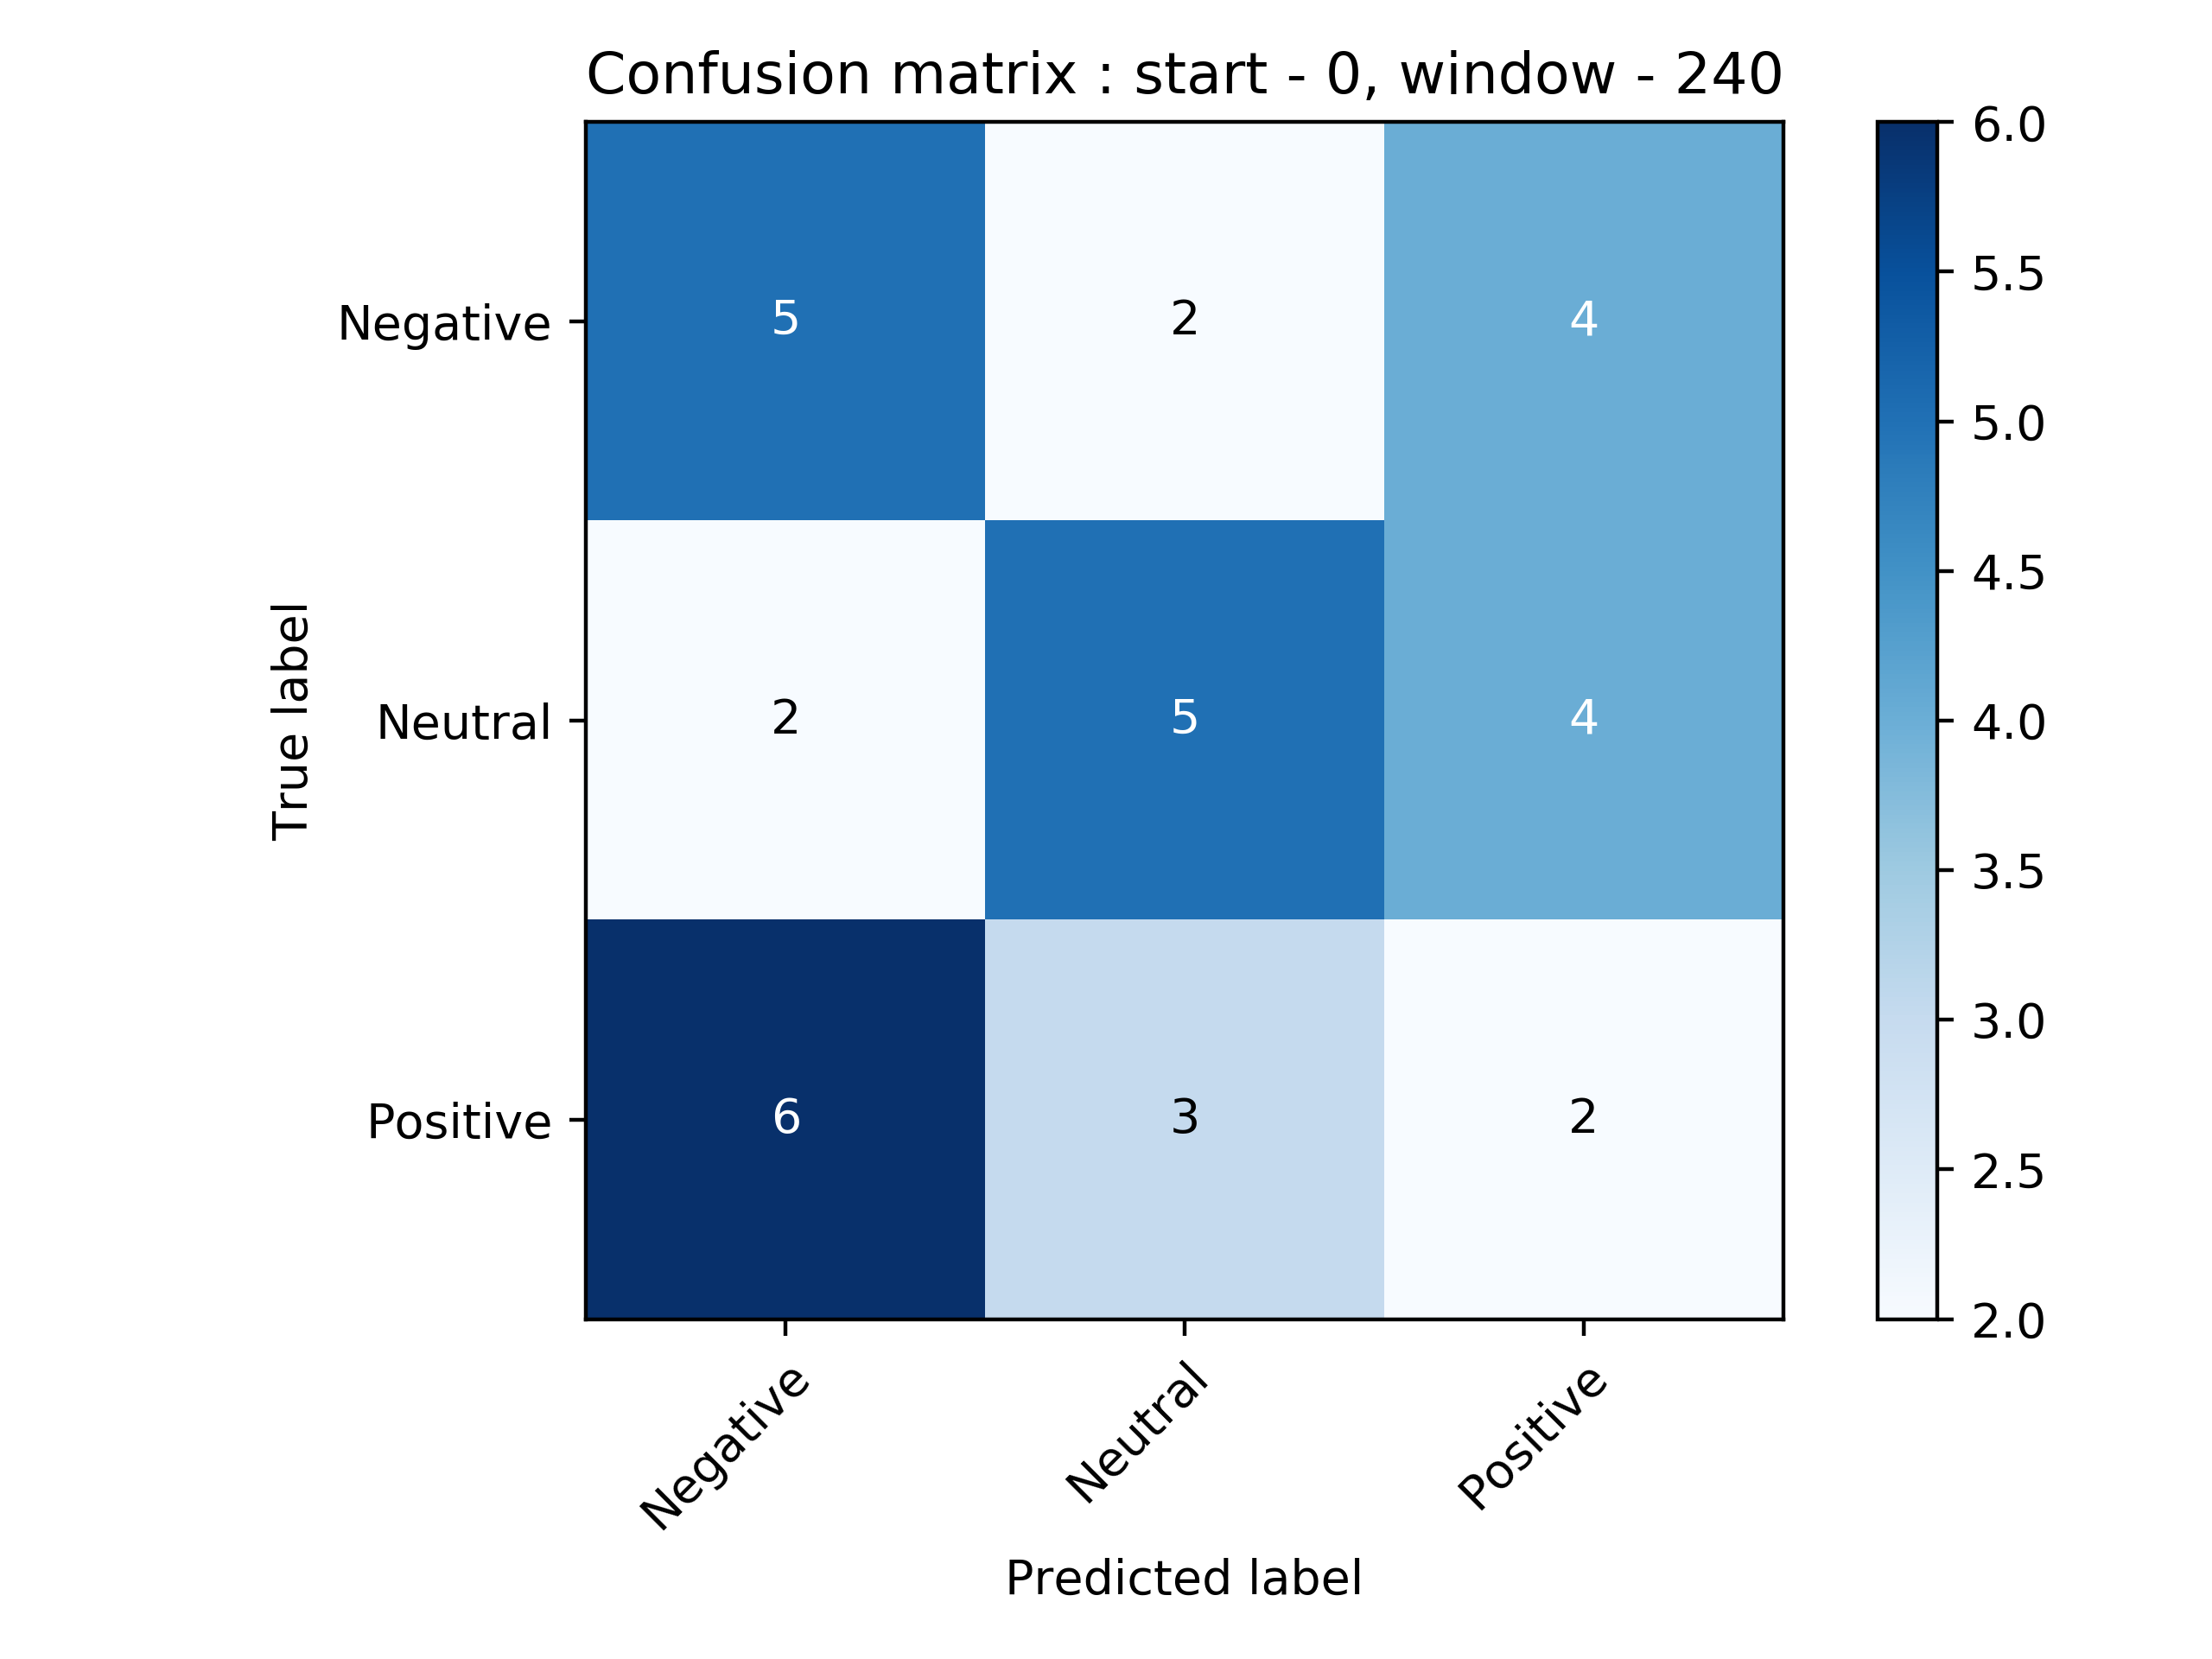 Confusion matrix : start - 0, window - 240
6.0
5.5
5.0
4.5
4.0
3.5
3.0
2.5
2.0
True label
Negative
5
2
4
Neutral
2
5
4
Positive
6
3
2
Negative
Neutral
Positive
Predicted label